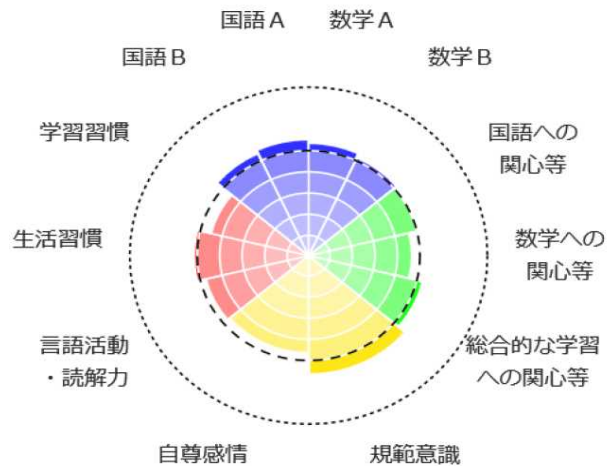 国語A
数学A
国語B
数学B
学習習慣
国語への
関心等
生活習慣
数学への
関心等
言語活動
・読解力
総合的な学習
への関心等
自尊感情
規範意識